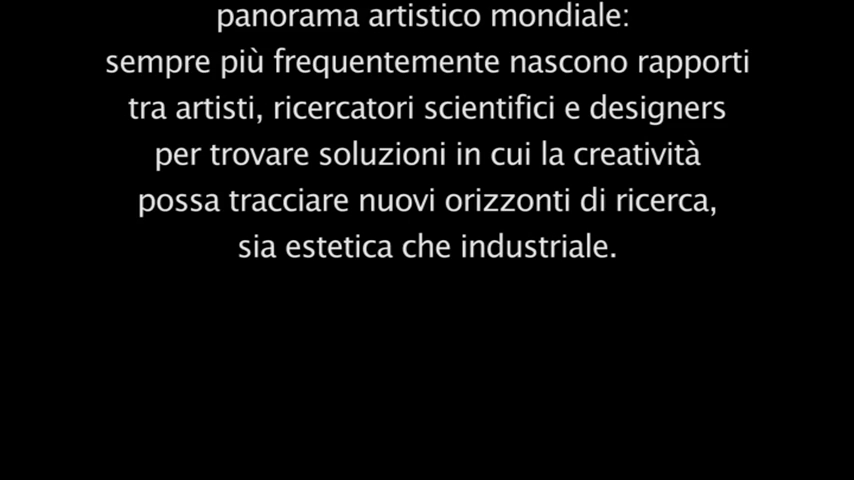 panorama artistico mondiale:
sempre più frequentemente nascono rapporti
tra artisti, ricercatori scientifici e designers
per trovare soluzioni in cui la creatività
possa tracciare nuovi orizzonti di ricerca,
sia estetica che industriale.